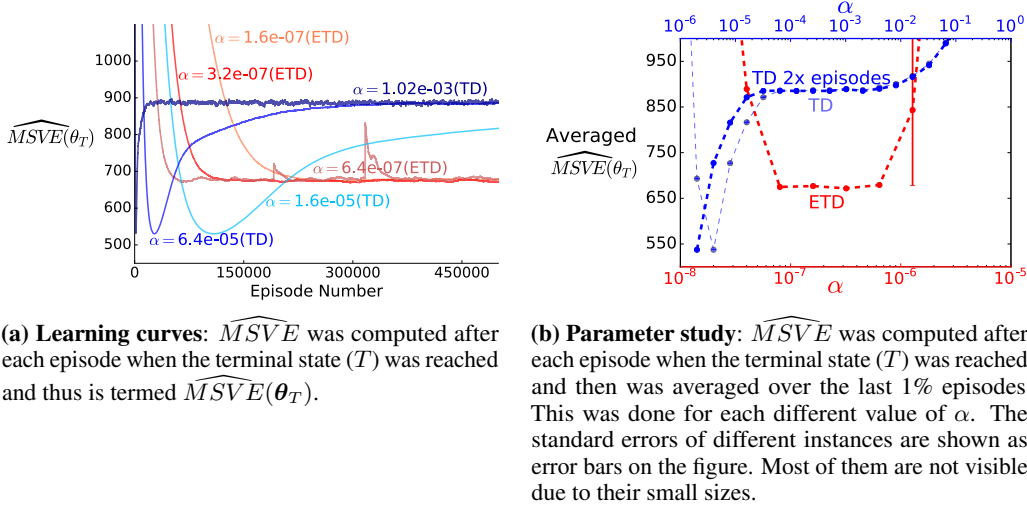 1000
900
800
700
600
500
MSVE(θ_T)
α = 1.6e-07(ETD)
α = 3.2e-07(ETD)
α = 1.02e-03(TD)
α = 6.4e-07(ETD)
α = 1.6e-05(TD)
α = 6.4e-05(TD)
0 150000 300000 450000
Episode Number
(a) Learning curves: MSVE was computed after
each episode when the terminal state (T) was reached
and thus is termed MSVE(θ_T).
α
10⁻⁶ 10⁻⁵ 10⁻⁴ 10⁻³ 10⁻² 10⁻¹ 10⁰
950
850
750
650
550
Averaged
MSVE(θ_T)
TD 2x episodes
TD
ETD
10⁻⁸ 10⁻⁷ 10⁻⁶ 10⁻⁵
α
(b) Parameter study: MSVE was computed after
each episode when the terminal state (T) was reached
and then was averaged over the last 1% episodes
This was done for each different value of α. The
standard errors of different instances are shown as
error bars on the figure. Most of them are not visible
due to their small sizes.